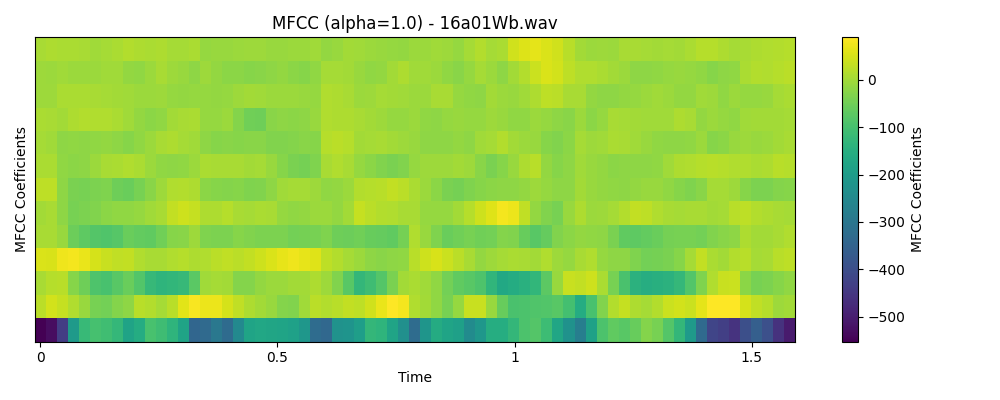 MFCC (alpha=1.0) - 16a01Wb.wav
MFCC Coefficients
0
0.5
1
1.5
Time
0
−100
−200
−300
−400
−500
MFCC Coefficients